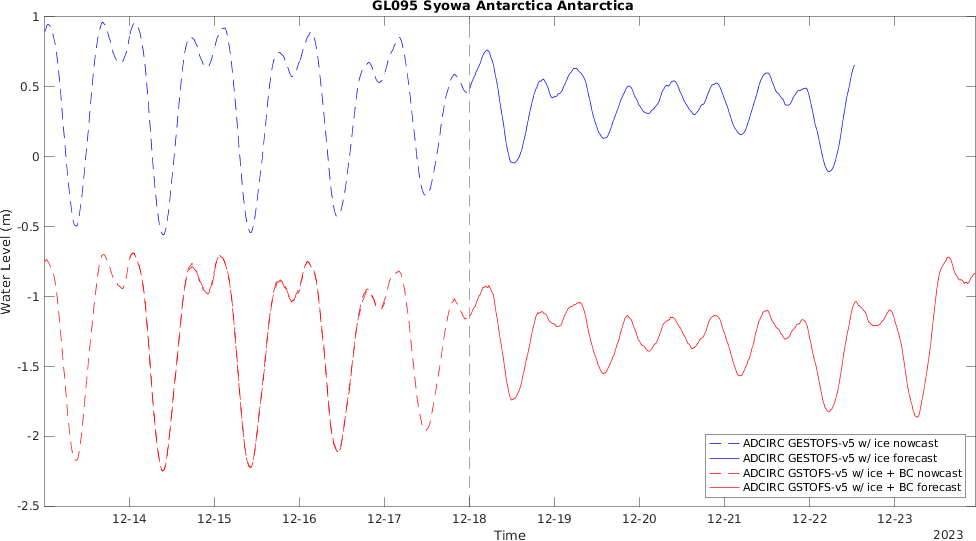 GL095 Syowa Antarctica Antarctica
1
0.5
0
-0.5
-1
-1.5
-2
-2.5
Water Level (m)
12-14 12-15 12-16 12-17 12-18 12-19 12-20 12-21 12-22 12-23
Time
2023
ADCIRC GESTOFS-v5 w/ ice nowcast
ADCIRC GESTOFS-v5 w/ ice forecast
ADCIRC GSTOFS-v5 w/ ice + BC nowcast
ADCIRC GSTOFS-v5 w/ ice + BC forecast